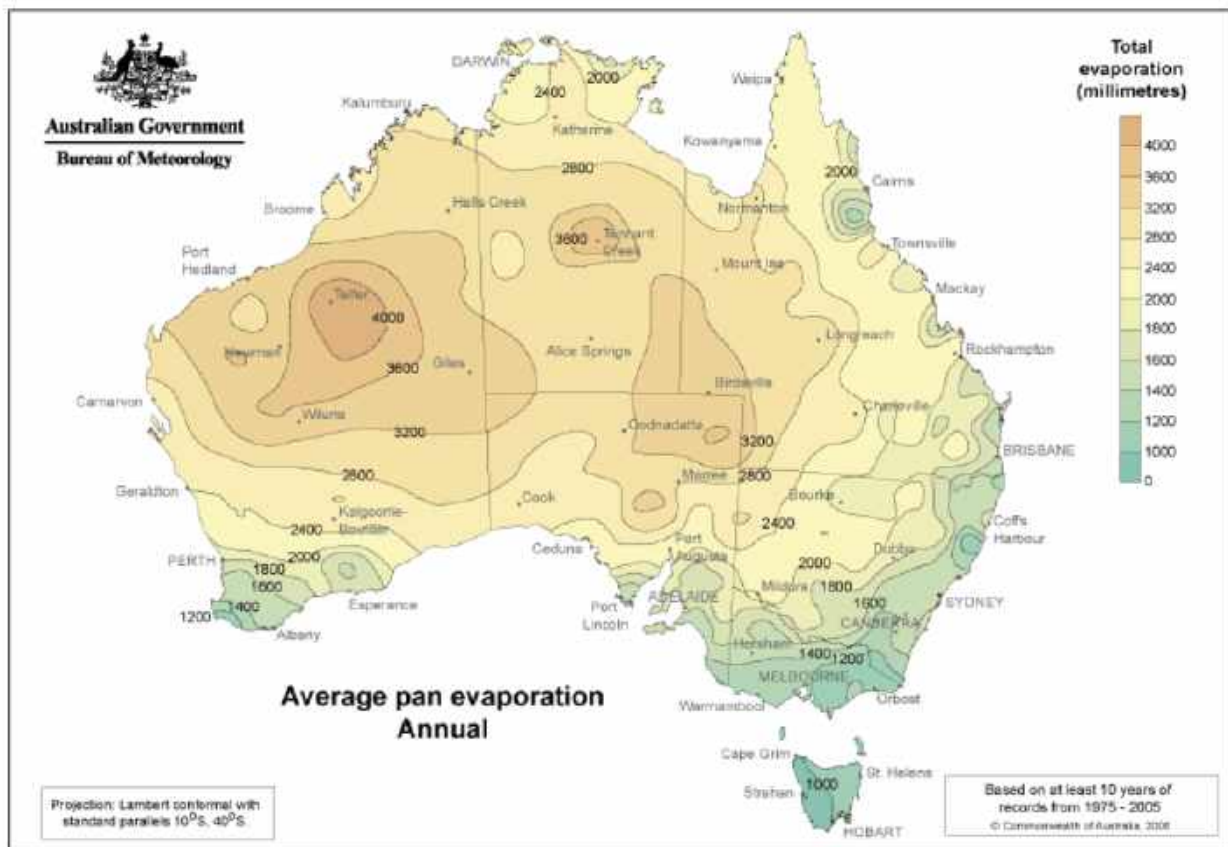 Australian Government
Bureau of Meteorology
Total
evaporation
(millimetres)
4000
3600
3200
2800
2400
2000
1800
1600
1400
1200
1000
0
DARWIN
2000
2400
Weipa
Kalumburu
Katherine
Kowanyama
2800
2000
Cairns
Broome
Halls Creek
Normanton
3600
Tennant
Creek
Townsville
Port
Hedland
Mount Isa
Telfer
Mackay
4000
Newman
Alice Springs
Longreach
Rockhampton
3600
Giles
Birdsville
Carnarvon
Wiluna
3200
Oodnadatta
Charleville
3200
BRISBANE
2800
Marree
2800
Geraldton
Cook
Bourke
Kalgoorlie-
Boulder
2400
2400
Coffs
Harbour
PERTH
2000
1800
Ceduna
Port
Augusta
2000
Dubbo
1600
Mildura
1800
1400
Esperance
ADELAIDE
1600
SYDNEY
1200
Albany
Port
Lincoln
CANBERRA
Horsham
1400
1200
MELBOURNE
Orbost
Warrnambool
Average pan evaporation
Annual
Cape Grim
St. Helens
1000
Strahan
HOBART
Projection: Lambert conformal with
standard parallels 10°S, 40°S.
Based on at least 10 years of
records from 1975 - 2005
© Commonwealth of Australia, 2006